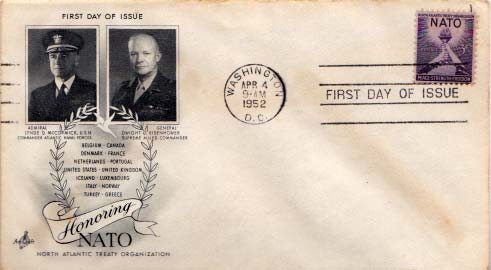 FIRST DAY OF ISSUE
ADMIRAL
LYNDE D. McCORMICK, U.S.N.
COMMANDER ATLANTIC NAVAL FORCES
GENERAL
DWIGHT D. EISENHOWER
SUPREME ALLIED COMMANDER
BELGIUM · CANADA
DENMARK · FRANCE
NETHERLANDS · PORTUGAL
UNITED STATES · UNITED KINGDOM
ICELAND · LUXEMBOURG
ITALY · NORWAY
TURKEY · GREECE
Honoring
NATO
NORTH ATLANTIC TREATY ORGANIZATION
ArtCraft
WASHINGTON
APR 4
9-AM
1952
D.C.
FIRST DAY OF ISSUE
NATO
3¢
PEACE·STRENGTH·FREEDOM